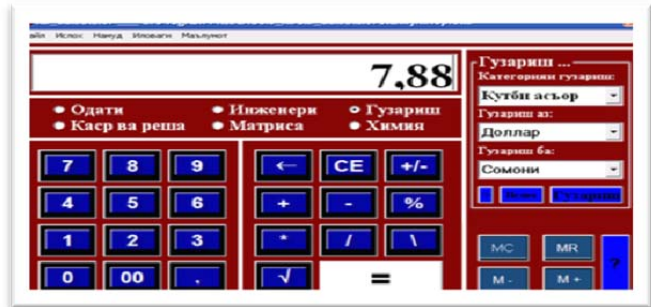 айл Ислоҳ Намуд Иловаги Маълумот
7,88
Одати Инженери Гузариш
Каср ва реша Матриса Химия
Гузариш ...
Категорияи гузариш:
Қутби асъор
Гузариш аз:
Доллар
Гузариш ба:
Сомони
Гузариш
7 8 9 ← CE +/-
4 5 6 + - %
1 2 3 * / \
0 00 . √ =
MC MR
M - M + ?